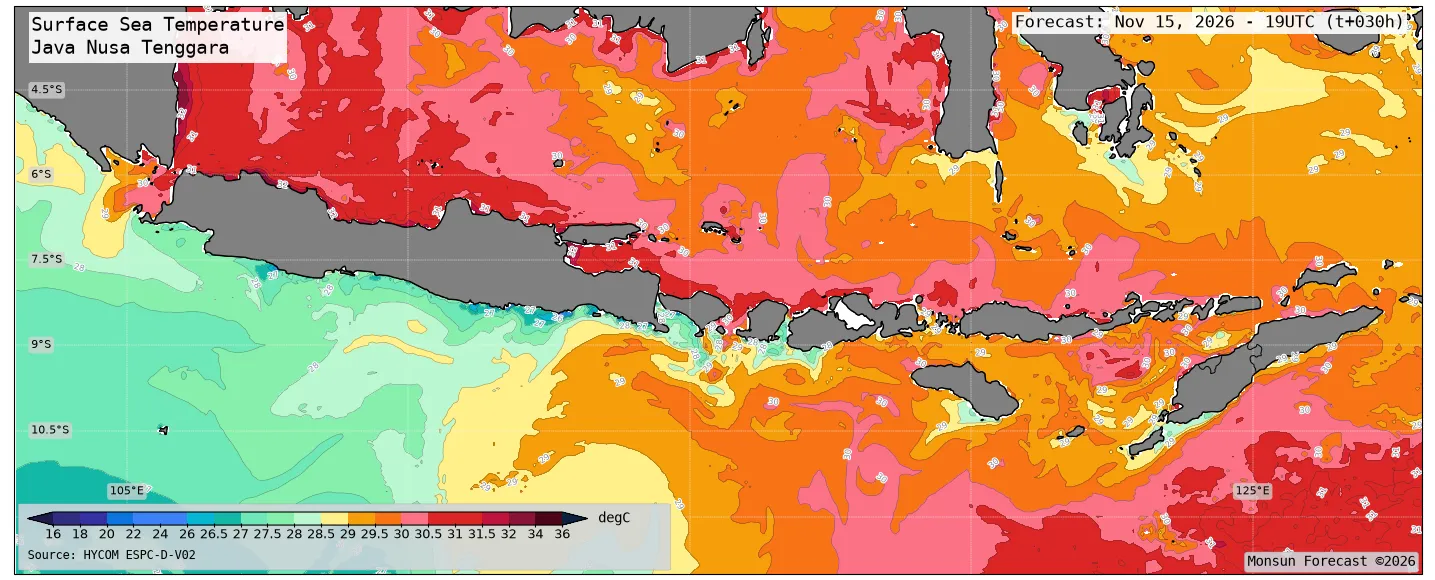 Surface Sea Temperature
Java Nusa Tenggara
Forecast: Nov 15, 2026 - 19UTC (t+030h)
4.5°S
6°S
7.5°S
9°S
10.5°S
105°E
125°E
degC
16 18 20 22 24 26 26.5 27 27.5 28 28.5 29 29.5 30 30.5 31 31.5 32 34 36
Source: HYCOM ESPC-D-V02
Monsun Forecast ©2026